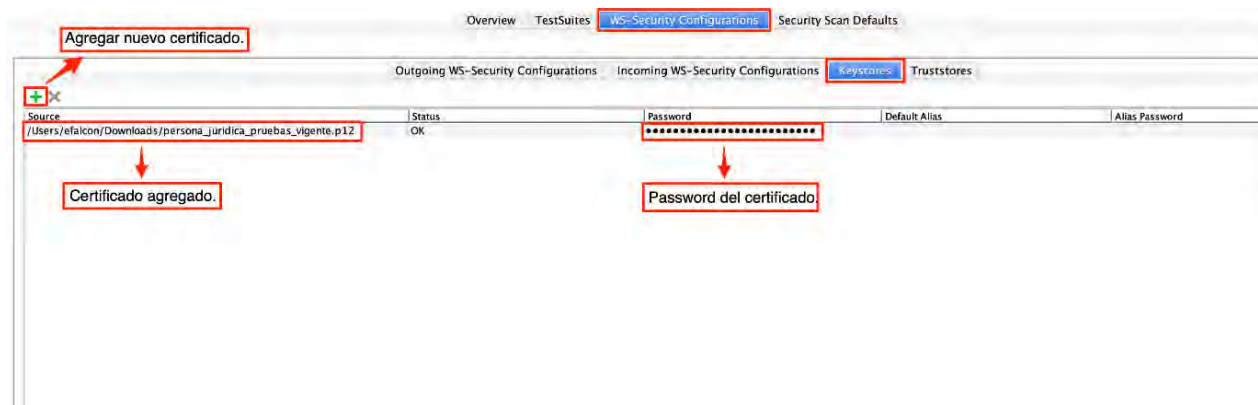 Overview TestSuites WS-Security Configurations Security Scan Defaults
Agregar nuevo certificado.
Outgoing WS-Security Configurations Incoming WS-Security Configurations Keystores Truststores
Source Status Password Default Alias Alias Password
/Users/efalcon/Downloads/persona_juridica_pruebas_vigente.p12 OK
Certificado agregado.
Password del certificado.